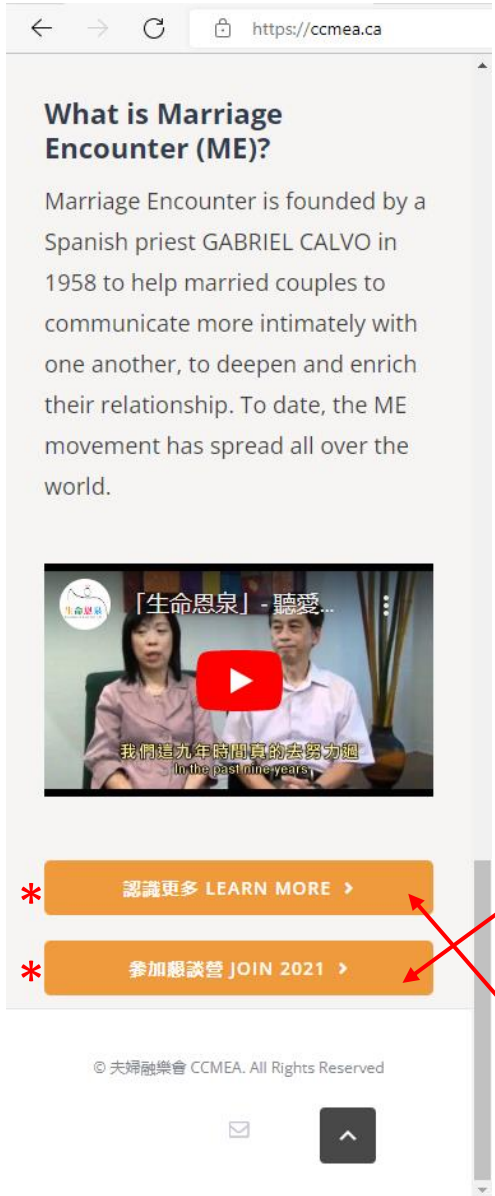 https://ccmea.ca
What is Marriage
Encounter (ME)?
Marriage Encounter is founded by a
Spanish priest GABRIEL CALVO in
1958 to help married couples to
communicate more intimately with
one another, to deepen and enrich
their relationship. To date, the ME
movement has spread all over the
world.
生命恩泉
「生命恩泉」- 聽愛...
我們這九年時間真的去努力過
In the past nine years,
* 認識更多 LEARN MORE >
* 參加懇談營 JOIN 2021 >
© 夫婦融樂會 CCMEA. All Rights Reserved